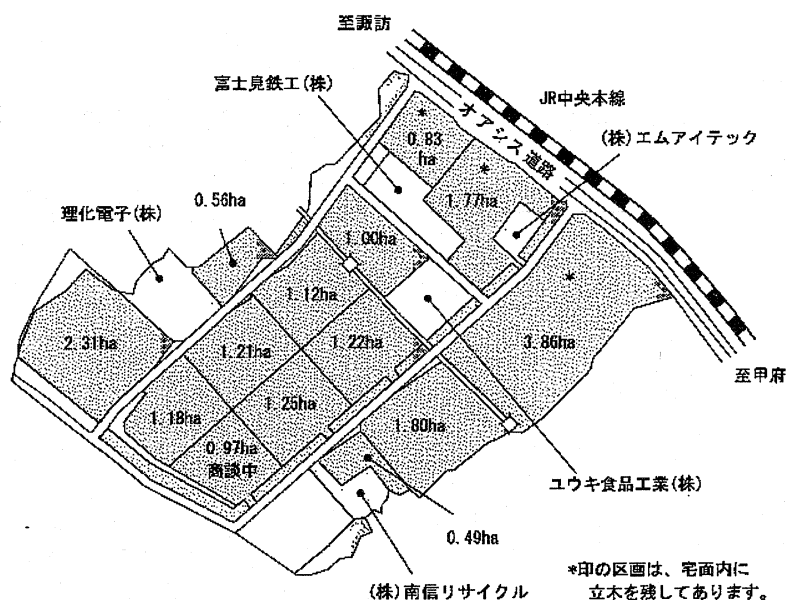 至諏訪
富士見鉄工(株)
JR中央本線
オアシス道路
(株)エムアイテック
*
0.83
ha
*
1.77ha
0.56ha
理化電子(株)
1.00ha
*
1.12ha
2.31ha
1.21ha
1.22ha
3.86ha
至甲府
1.18ha
1.25ha
1.80ha
0.97ha
商談中
ユウキ食品工業(株)
0.49ha
(株)南信リサイクル
*印の区画は、宅面内に
立木を残してあります。